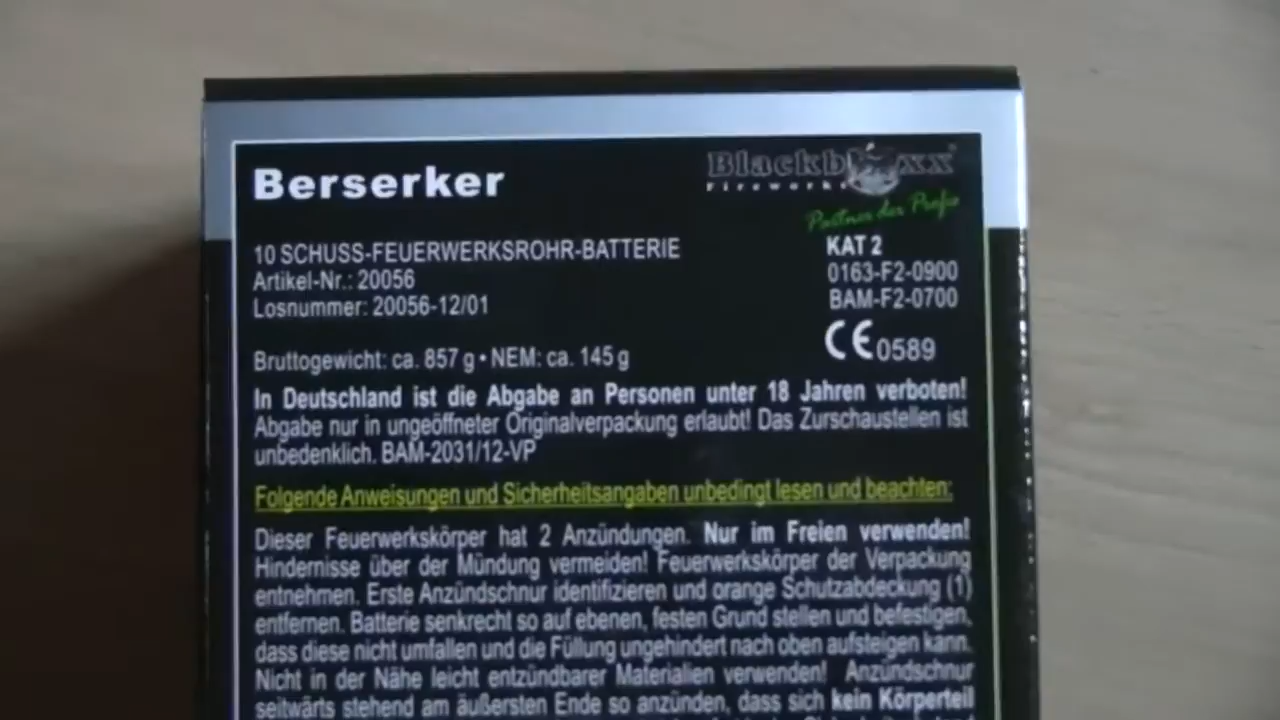 Berserker
Blackboxx
Fireworks
Partner der Profis
10 SCHUSS-FEUERWERKSROHR-BATTERIE
KAT 2
Artikel-Nr.: 20056
0163-F2-0900
Losnummer: 20056-12/01
BAM-F2-0700
CE 0589
Bruttogewicht: ca. 857 g • NEM: ca. 145 g
In Deutschland ist die Abgabe an Personen unter 18 Jahren verboten!
Abgabe nur in ungeöffneter Originalverpackung erlaubt! Das Zurschaustellen ist
unbedenklich. BAM-2031/12-VP
Folgende Anweisungen und Sicherheitsangaben unbedingt lesen und beachten:
Dieser Feuerwerkskörper hat 2 Anzündungen. Nur im Freien verwenden!
Hindernisse über der Mündung vermeiden! Feuerwerkskörper der Verpackung
entnehmen. Erste Anzündschnur identifizieren und orange Schutzabdeckung (1)
entfernen. Batterie senkrecht so auf ebenen, festen Grund stellen und befestigen,
dass diese nicht umfallen und die Füllung ungehindert nach oben aufsteigen kann.
Nicht in der Nähe leicht entzündbarer Materialien verwenden! Anzündschnur
seitwärts stehend am äußersten Ende so anzünden, dass sich kein Körperteil